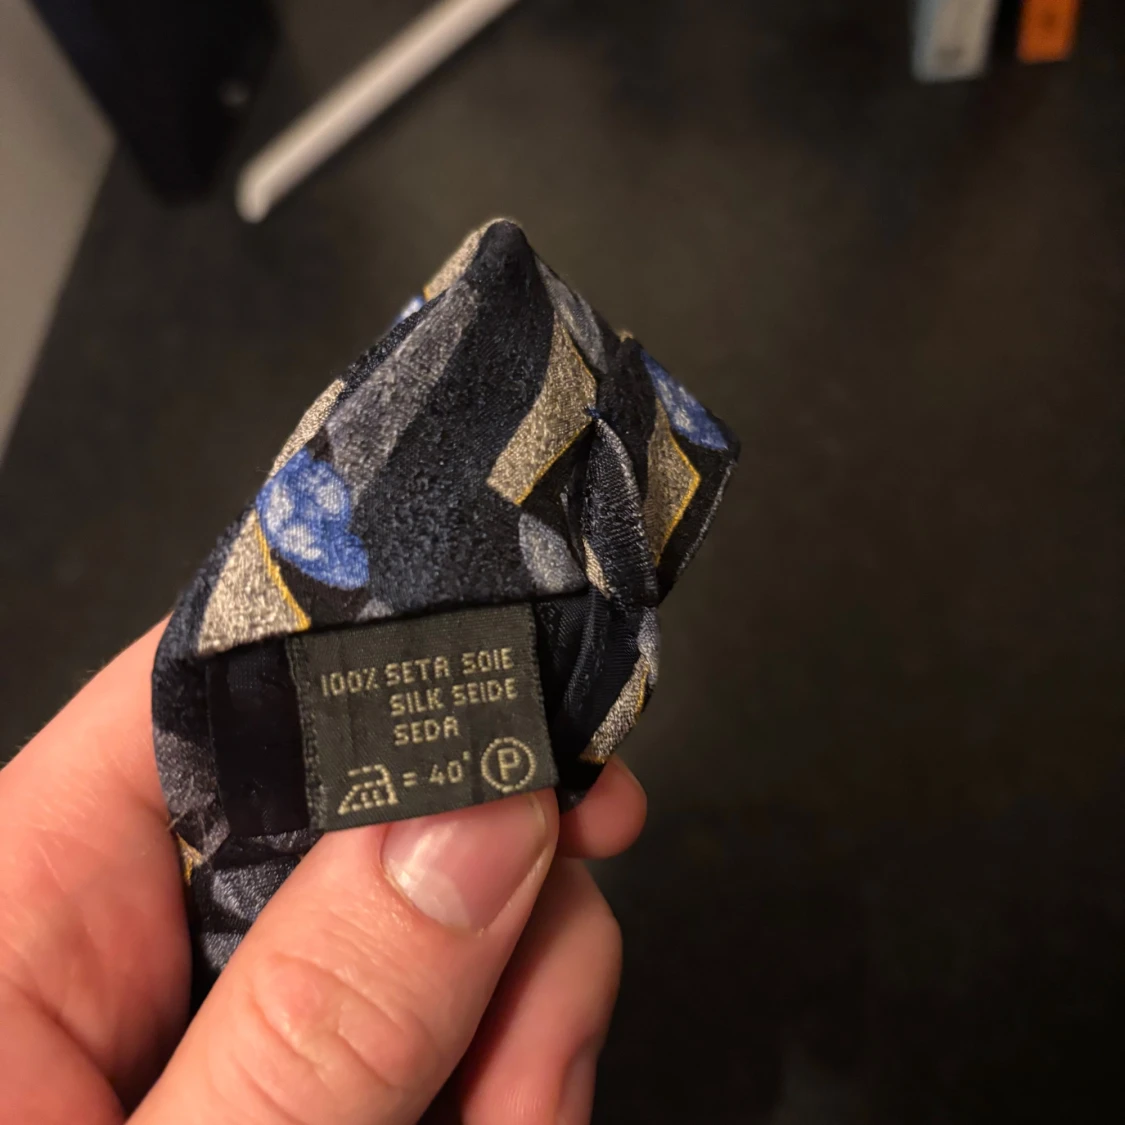 100% SETA SOIE
SILK SEIDE
SEDA
= 40° P